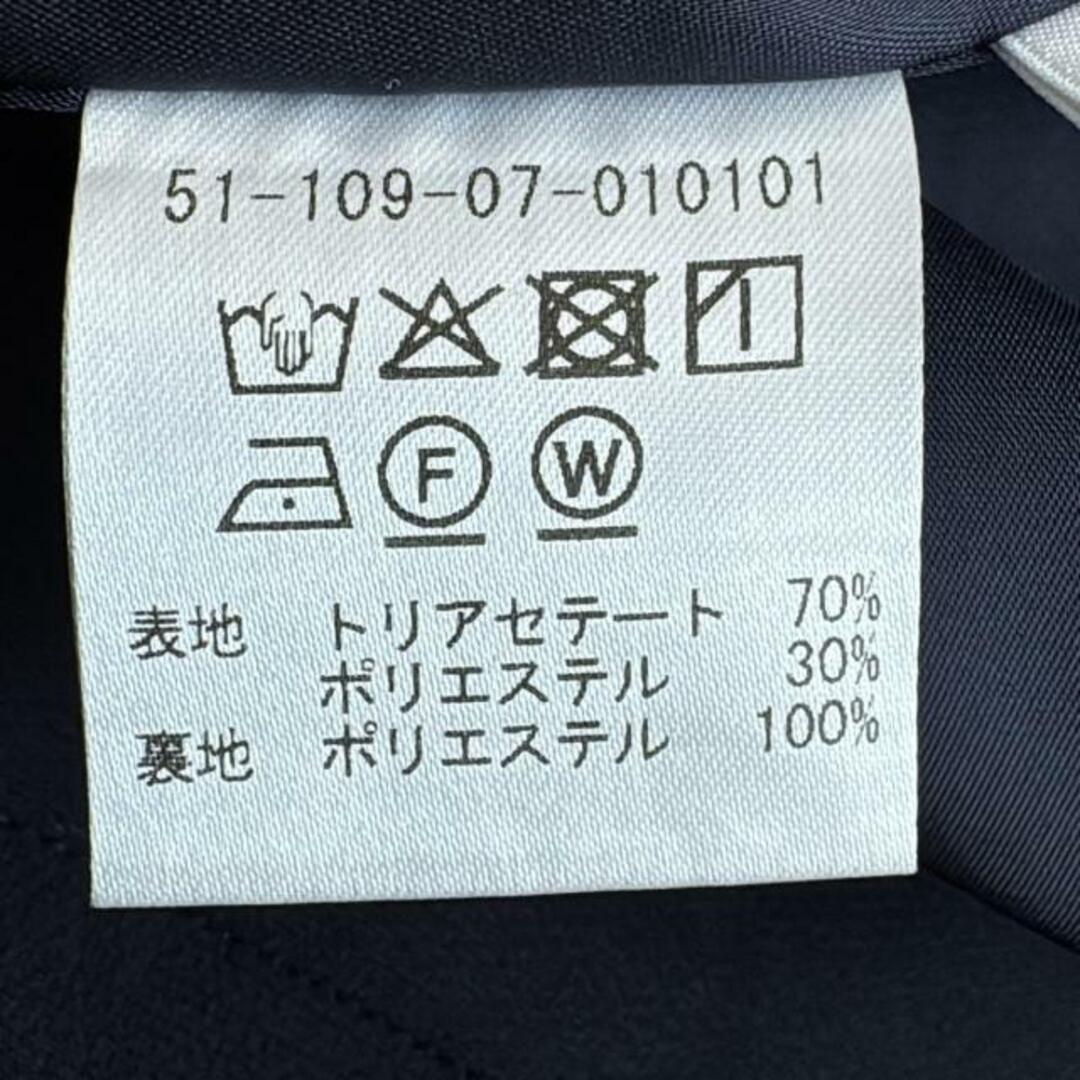 51-109-07-010101
F W
表地 トリアセテート 70%
ポリエステル 30%
裏地 ポリエステル 100%